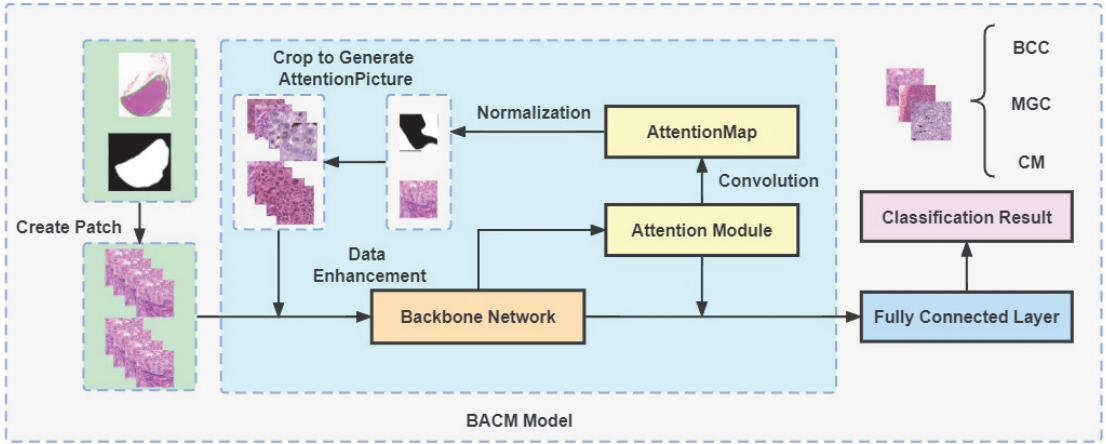 Crop to Generate
AttentionPicture
BCC
MGC
CM
Normalization
AttentionMap
Convolution
Create Patch
Attention Module
Classification Result
Data
Enhancement
Backbone Network
Fully Connected Layer
BACM Model